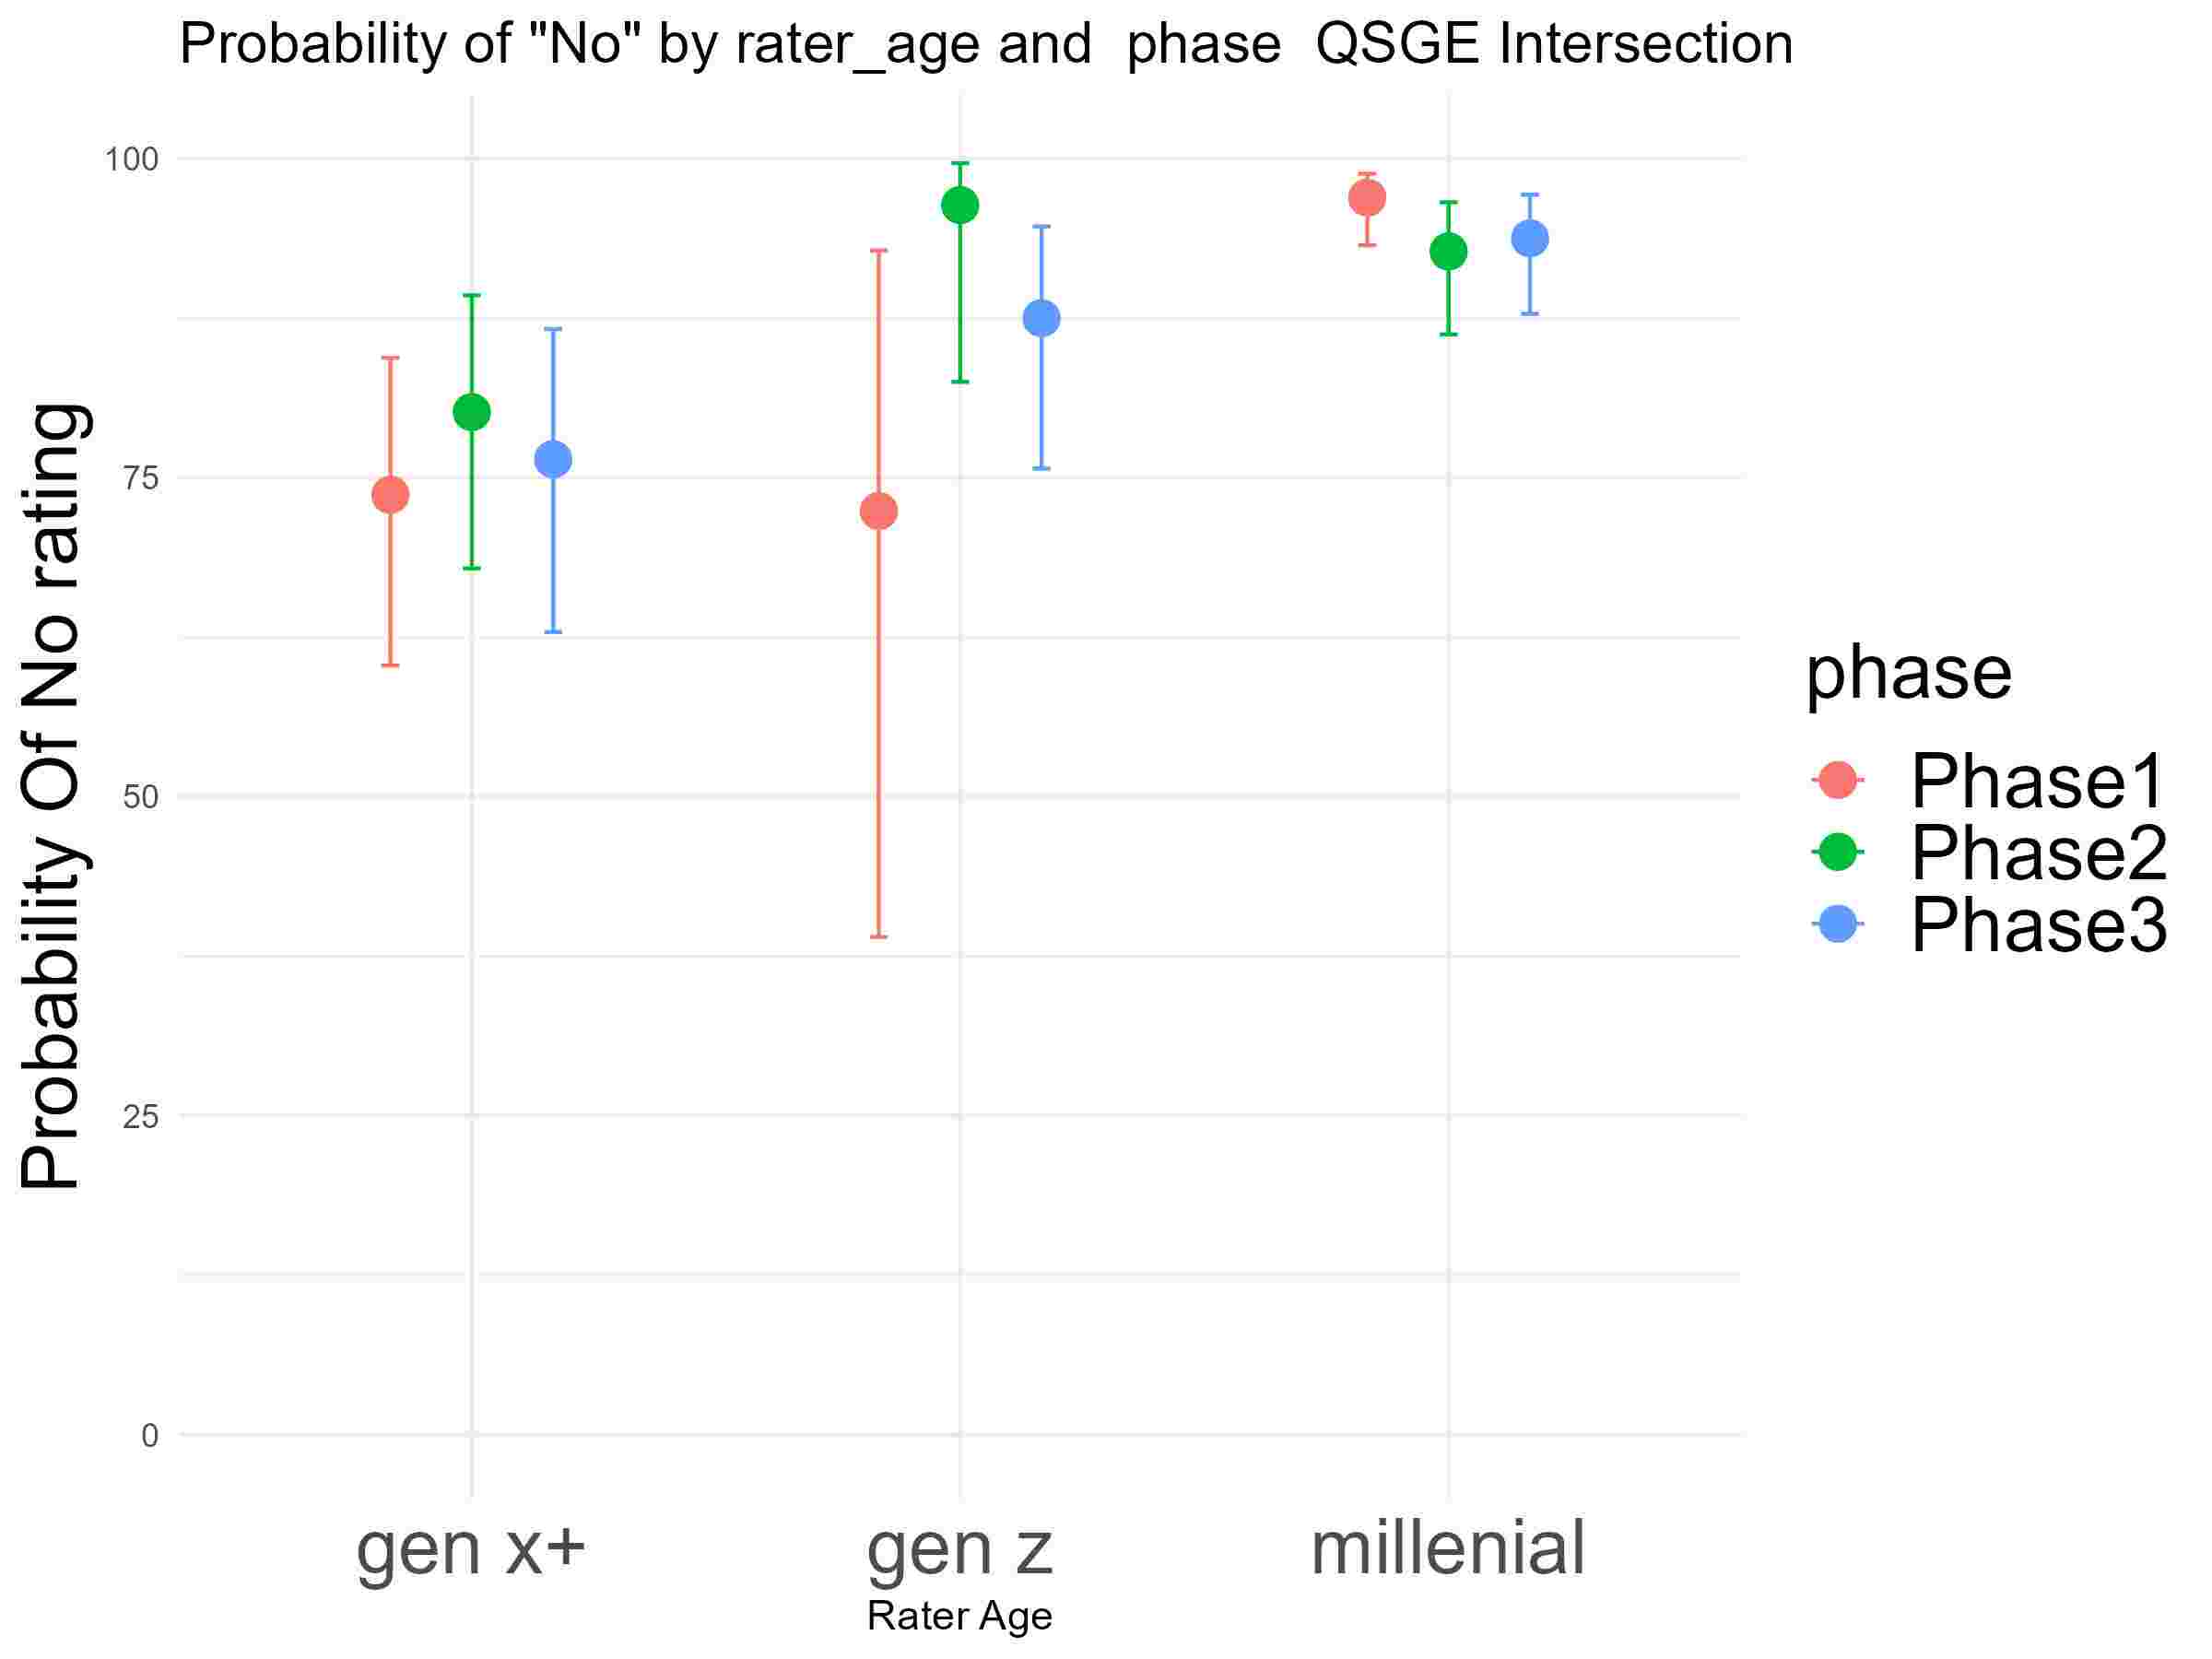 Probability of "No" by rater_age and  phase  QSGE Intersection
Probability Of No rating
100
75
50
25
0
gen x+
gen z
millenial
Rater Age
phase
Phase1
Phase2
Phase3